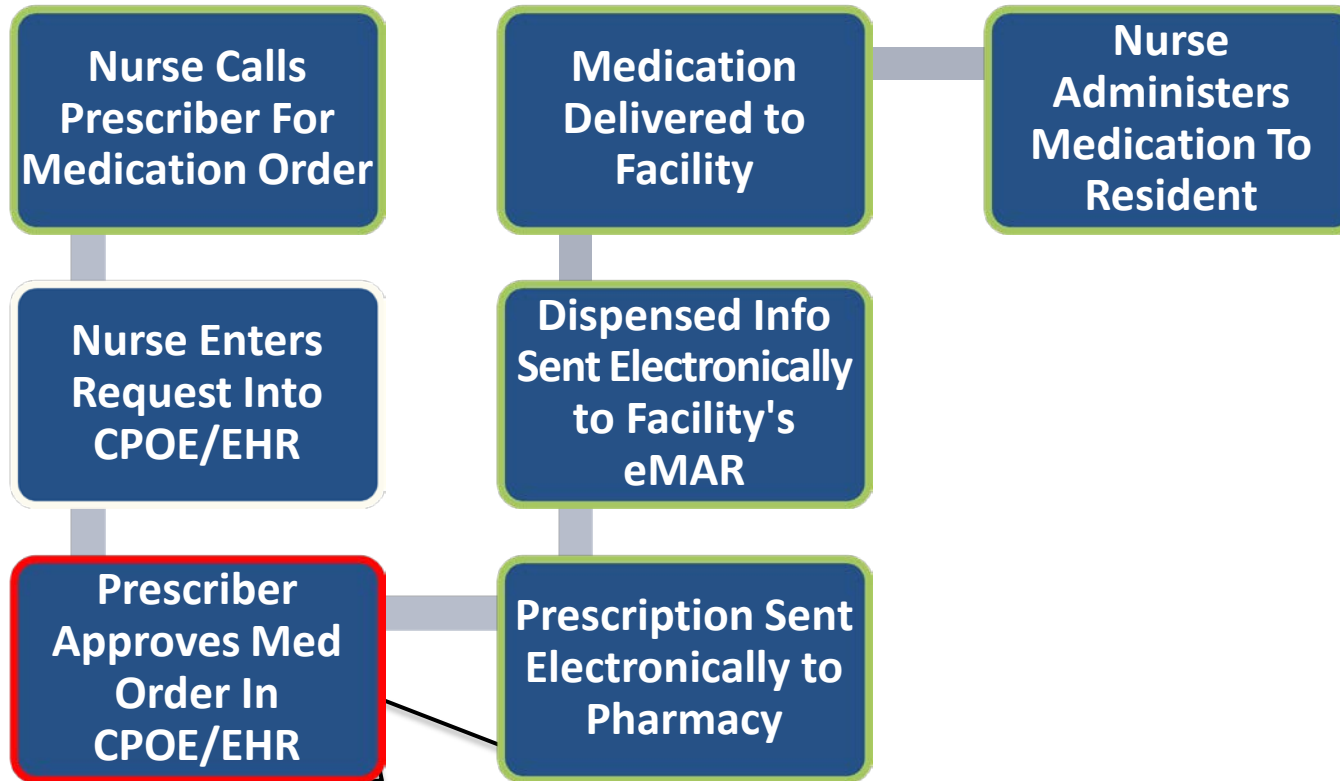 Nurse Calls
Prescriber For
Medication Order
Nurse Enters
Request Into
CPOE/EHR
Prescriber
Approves Med
Order In
CPOE/EHR
Prescription Sent
Electronically to
Pharmacy
Dispensed Info
Sent Electronically
to Facility's
eMAR
Medication
Delivered to
Facility
Nurse
Administers
Medication To
Resident